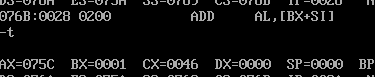 076B:0028 0200 ADD AL,[BX+SI]
-t
AX=075C BX=0001 CX=0046 DX=0000 SP=0000 BP